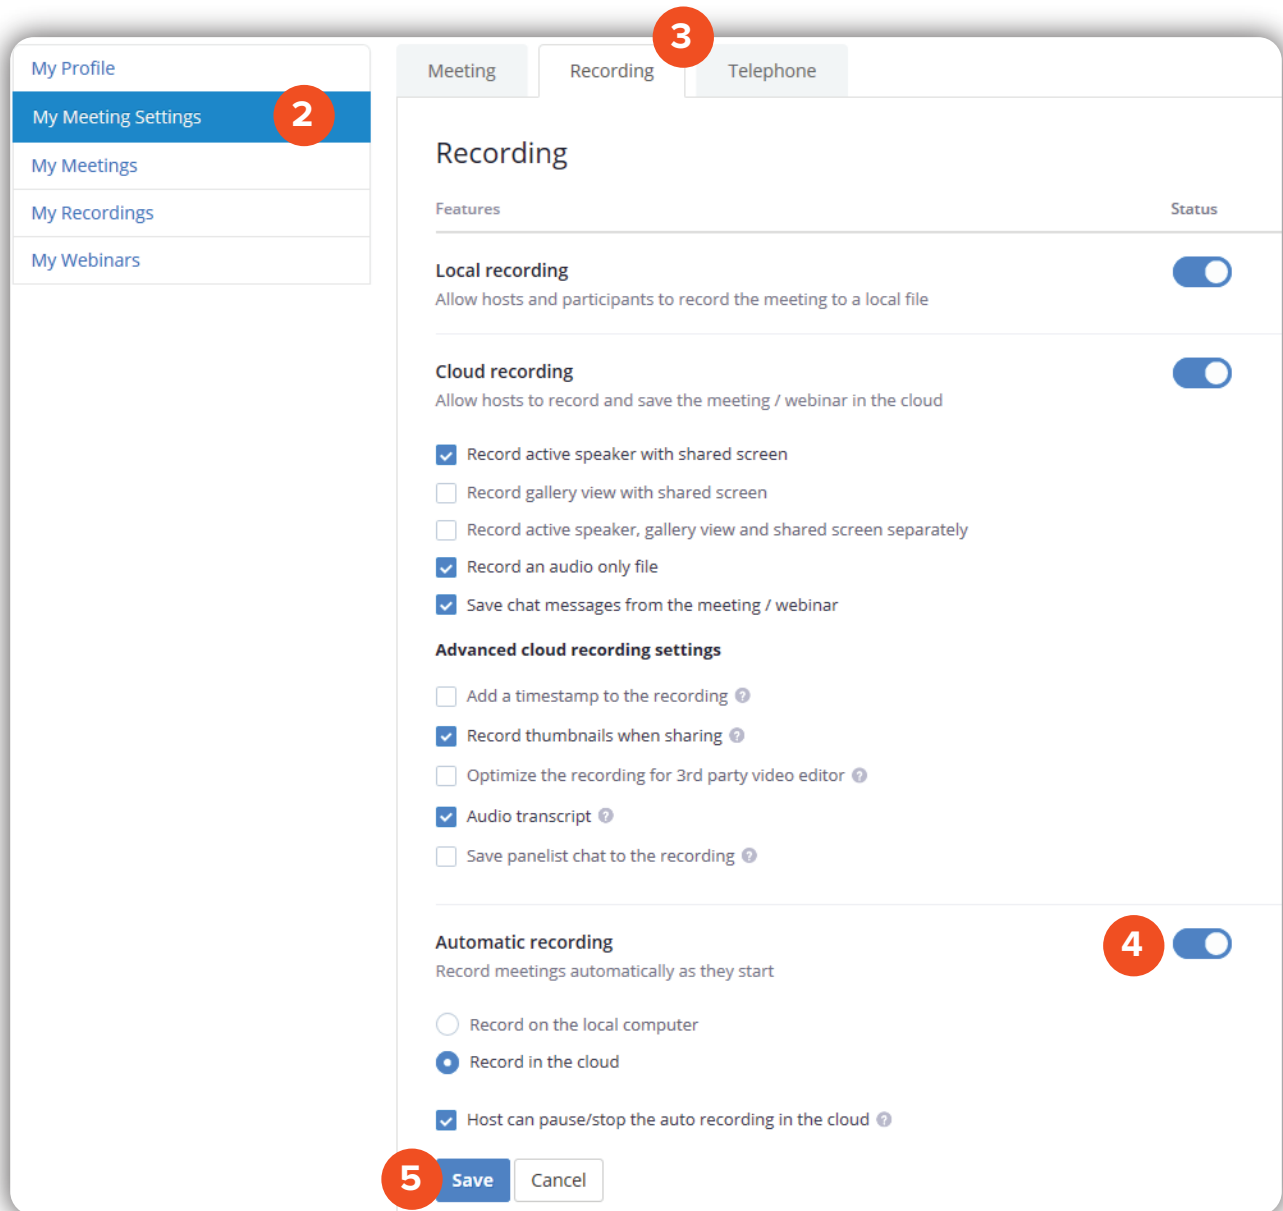 My Profile
My Meeting Settings 2
My Meetings
My Recordings
My Webinars
3
Meeting Recording Telephone
Recording
Features Status
Local recording
Allow hosts and participants to record the meeting to a local file
Cloud recording
Allow hosts to record and save the meeting / webinar in the cloud
Record active speaker with shared screen
Record gallery view with shared screen
Record active speaker, gallery view and shared screen separately
Record an audio only file
Save chat messages from the meeting / webinar
Advanced cloud recording settings
Add a timestamp to the recording ?
Record thumbnails when sharing ?
Optimize the recording for 3rd party video editor ?
Audio transcript ?
Save panelist chat to the recording ?
Automatic recording 4
Record meetings automatically as they start
Record on the local computer
Record in the cloud
Host can pause/stop the auto recording in the cloud ?
5 Save Cancel